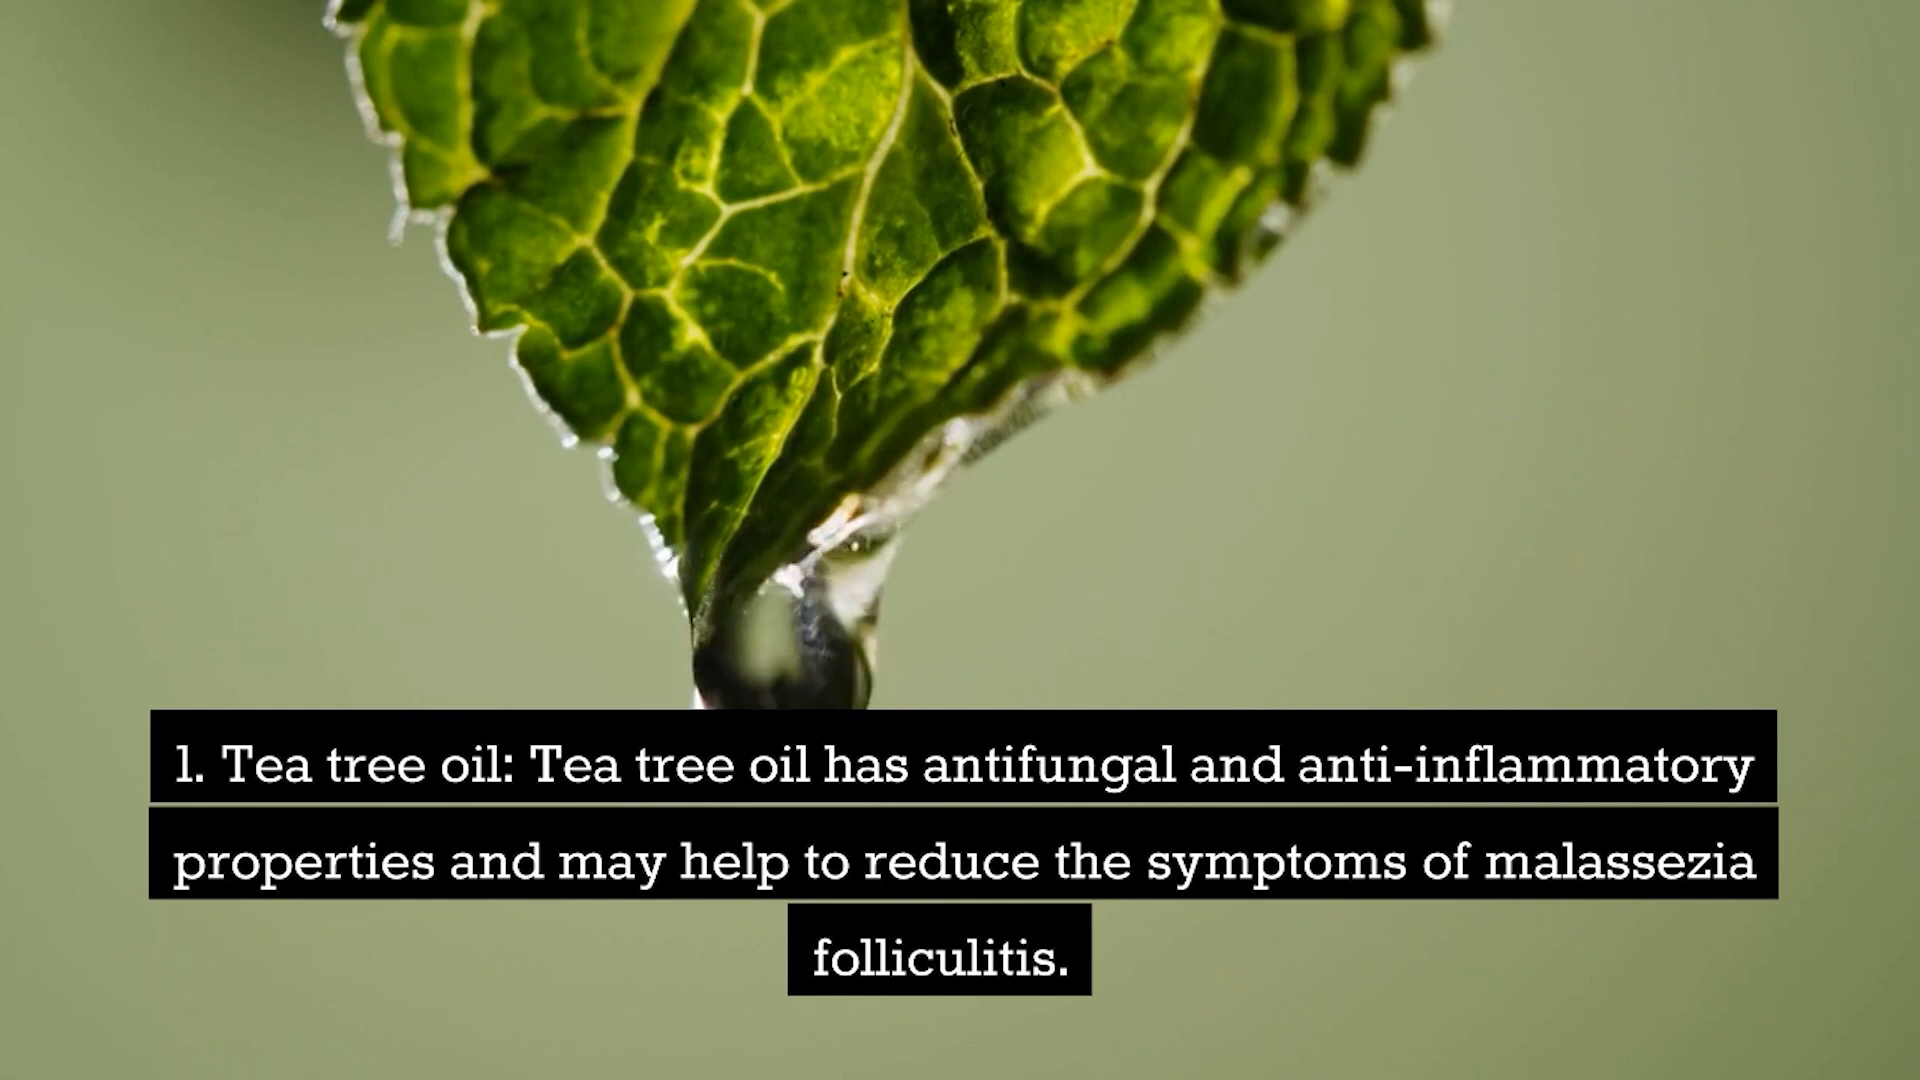 1. Tea tree oil: Tea tree oil has antifungal and anti-inflammatory
properties and may help to reduce the symptoms of malassezia
folliculitis.